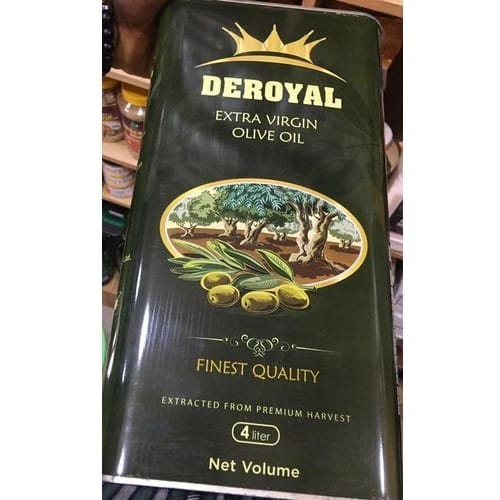 DEROYAL
EXTRA VIRGIN
OLIVE OIL
FINEST QUALITY
EXTRACTED FROM PREMIUM HARVEST
4 liter
Net Volume